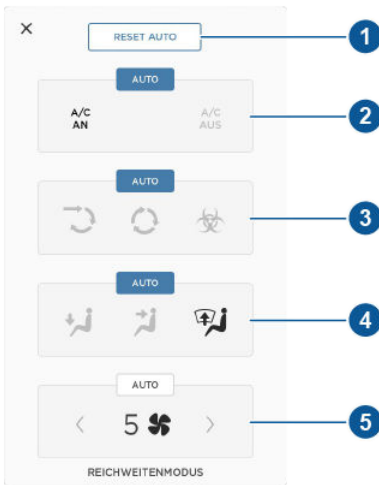 RESET AUTO
1
AUTO
A/C
AN
A/C
AUS
2
AUTO
3
AUTO
4
AUTO
5
5
REICHWEITENMODUS